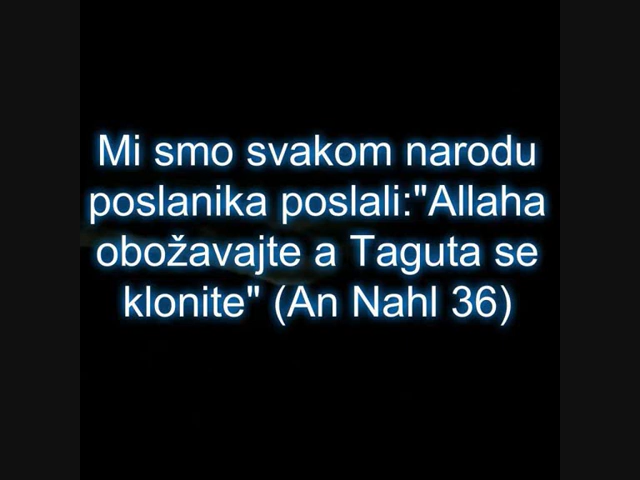 Mi smo svakom narodu
poslanika poslali:"Allaha
obožavajte a Taguta se
klonite" (An Nahl 36)